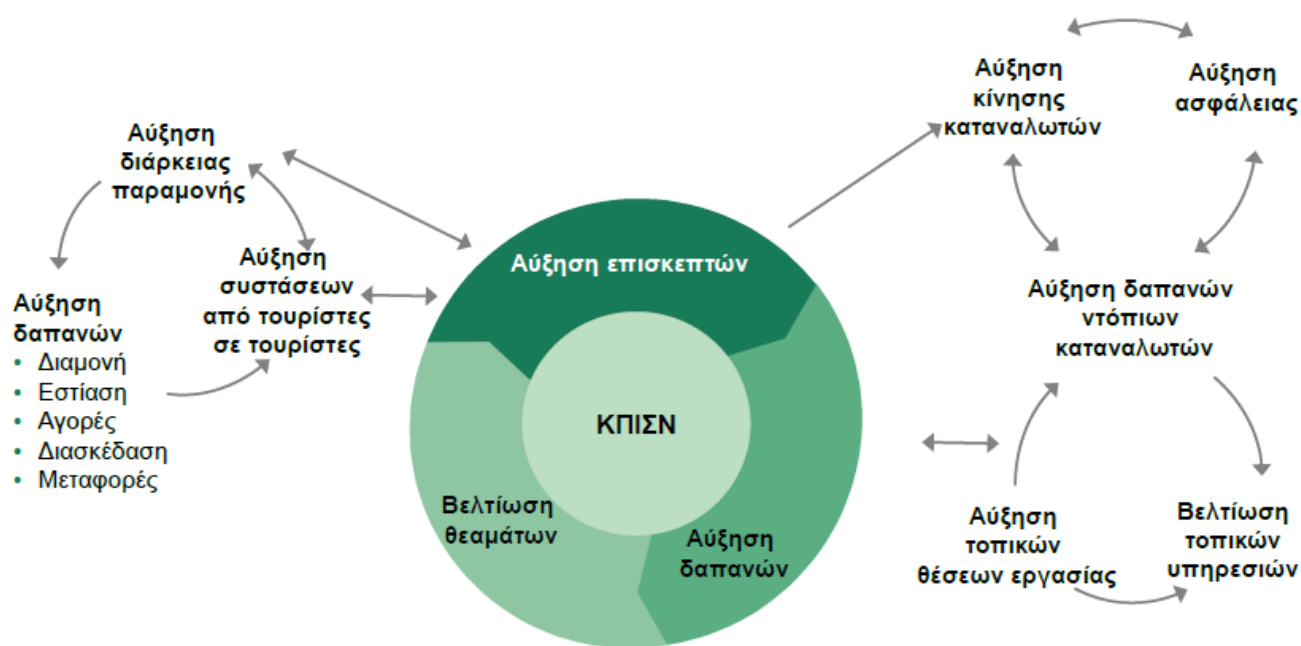 Αύξηση
διάρκειας
παραμονής
Αύξηση
συστάσεων
από τουρίστες
σε τουρίστες
Αύξηση
δαπανών
• Διαμονή
• Εστίαση
• Αγορές
• Διασκέδαση
• Μεταφορές
Αύξηση επισκεπτών
ΚΠΙΣΝ
Βελτίωση
θεαμάτων
Αύξηση
δαπανών
Αύξηση
κίνησης
καταναλωτών
Αύξηση
ασφάλειας
Αύξηση δαπανών
ντόπιων
καταναλωτών
Αύξηση
τοπικών
θέσεων εργασίας
Βελτίωση
τοπικών
υπηρεσιών